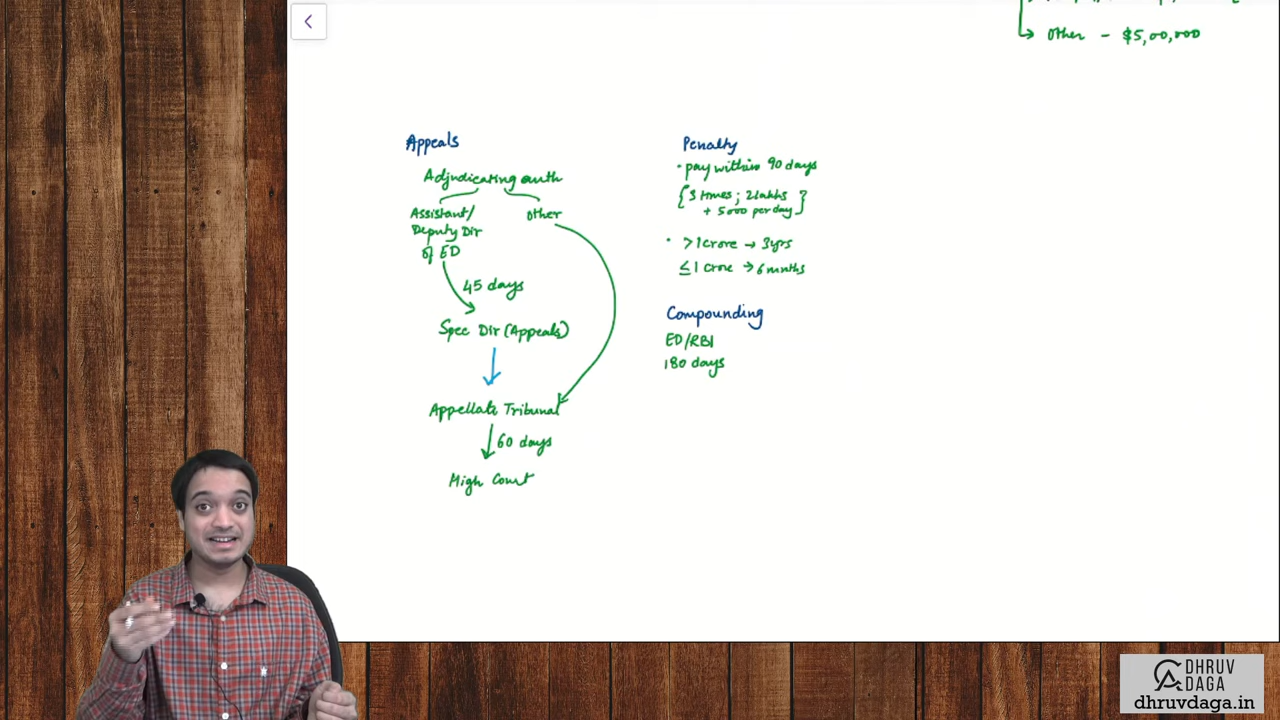 ↳ Other - $5,00,000
Appeals
Adjudicating auth
Assistant/
Deputy Dir
of ED
Other
45 days
Spec Dir (Appeals)
Appellate Tribunal
60 days
High Court
Penalty
• pay within 90 days
{3 times ; 2 lakhs
+ 5000 per day}
• >1 crore → 3yrs
≤1 crore → 6 months
Compounding
ED/RBI
180 days
DHRUV
DAGA
dhruvdaga.in